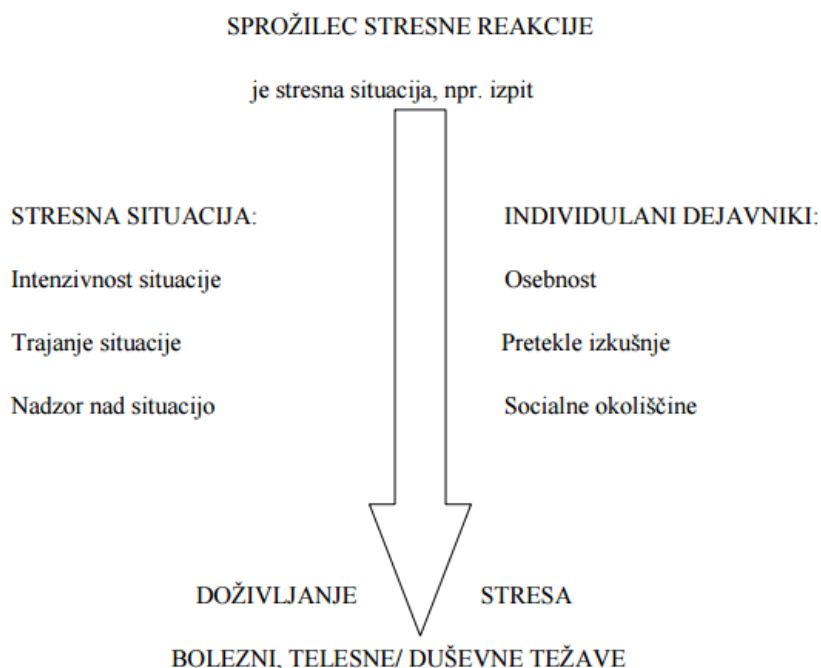 SPROŽILEC STRESNE REAKCIJE
je stresna situacija, npr. izpit
STRESNA SITUACIJA:
Intenzivnost situacije
Trajanje situacije
Nadzor nad situacijo
INDIVIDULANI DEJAVNIKI:
Osebnost
Pretekle izkušnje
Socialne okoliščine
DOŽIVLJANJE STRESA
BOLEZNI, TELESNE/ DUŠEVNE TEŽAVE